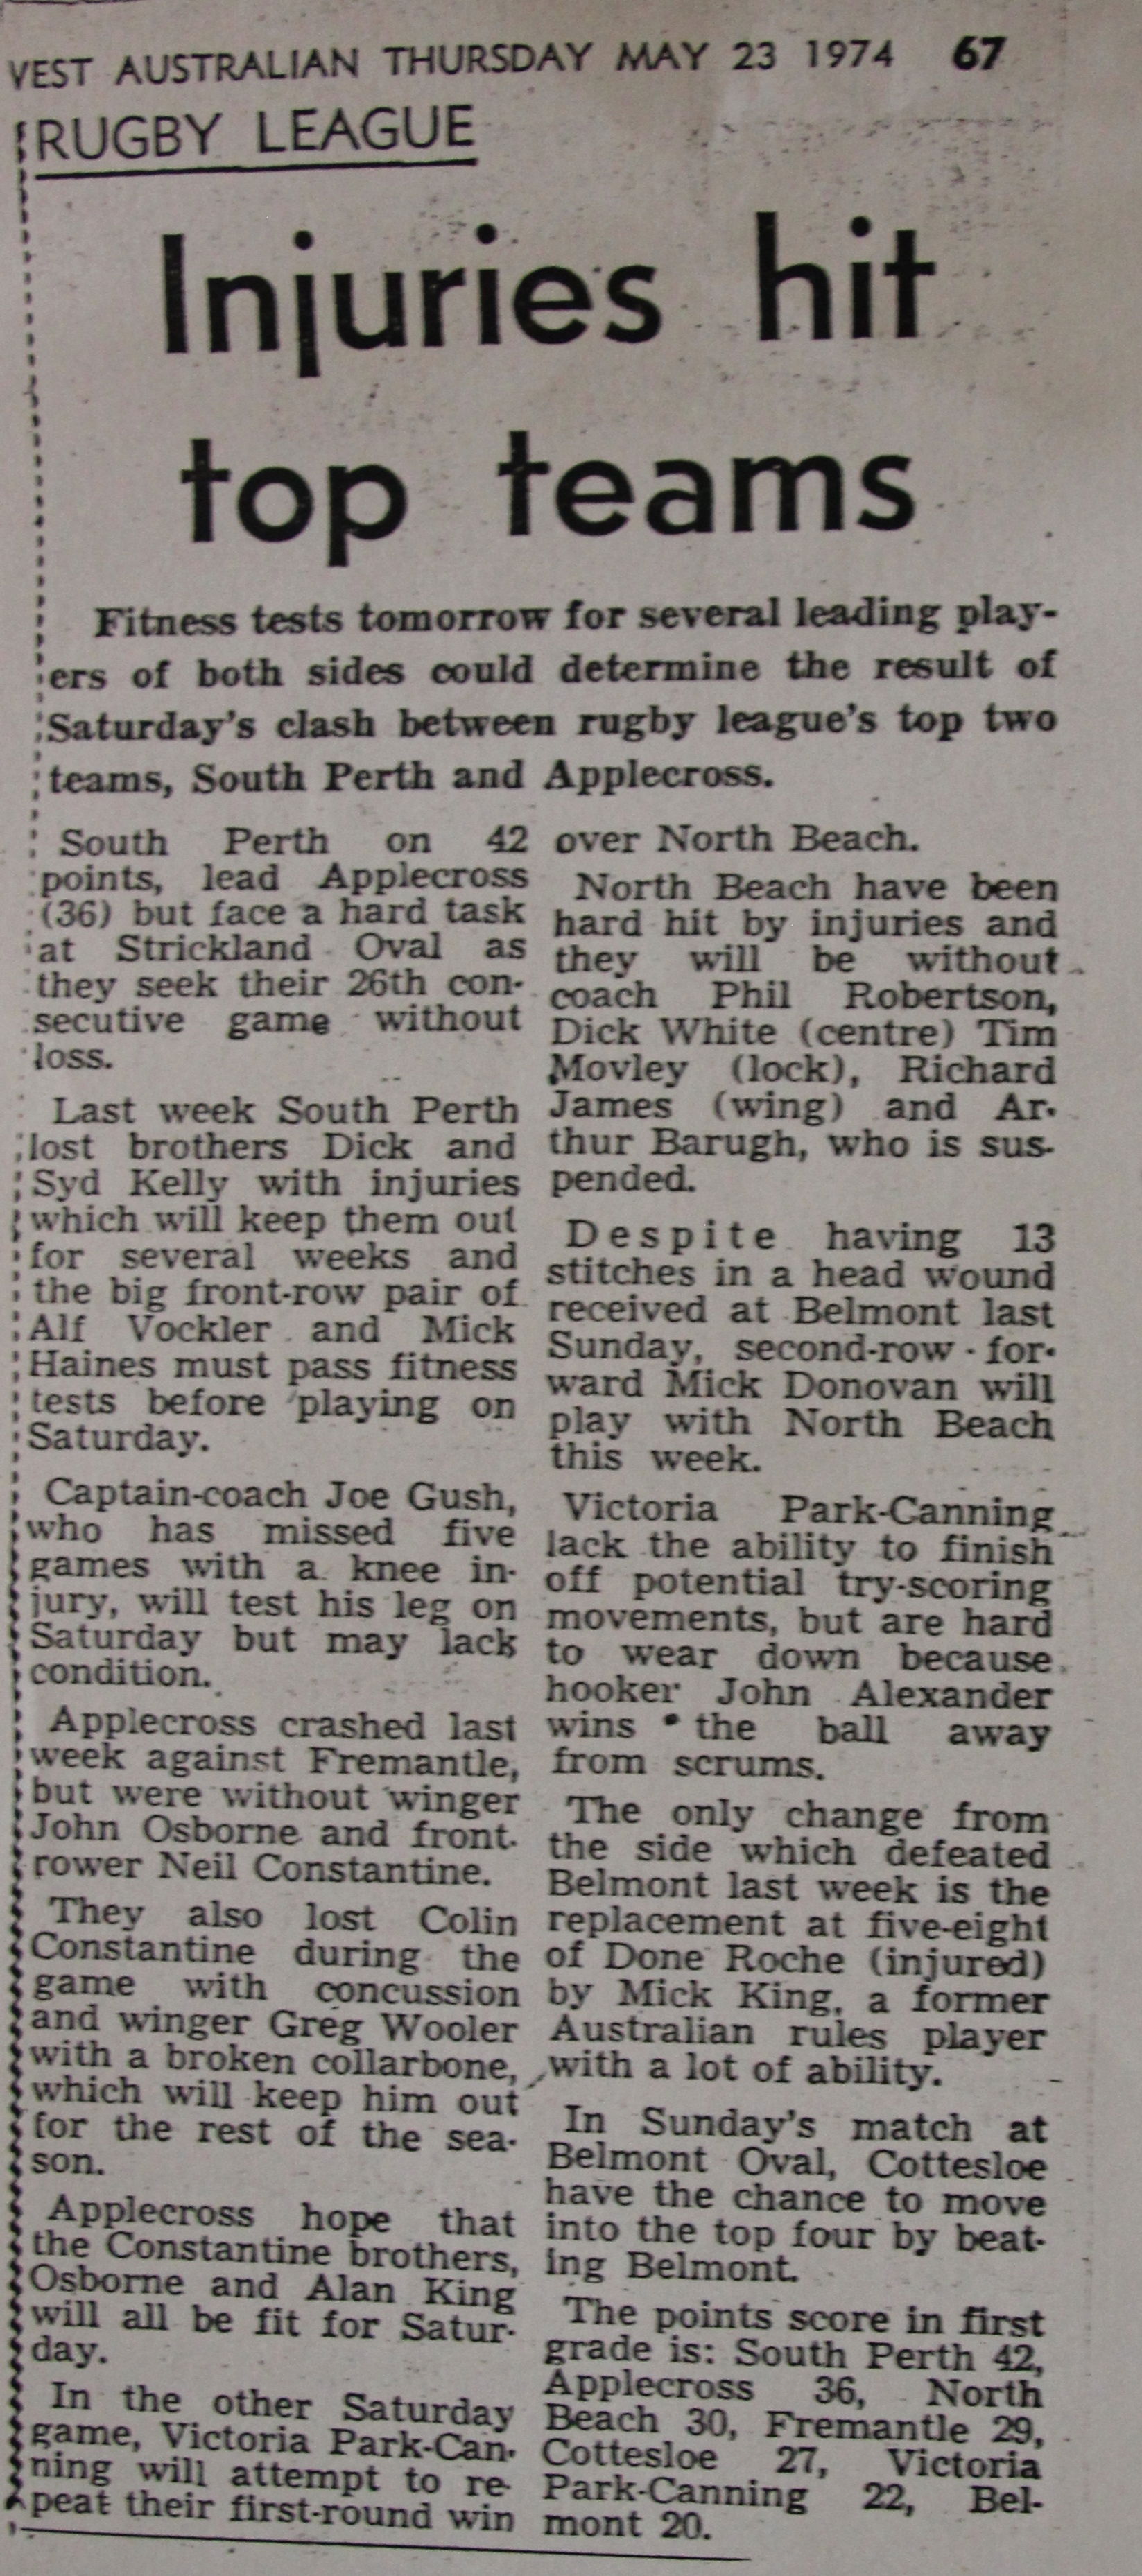 VEST AUSTRALIAN THURSDAY MAY 23 1974 67
RUGBY LEAGUE
Injuries hit
top teams
Fitness tests tomorrow for several leading play-
ers of both sides could determine the result of
Saturday's clash between rugby league's top two
teams, South Perth and Applecross.
South Perth on 42
points, lead Applecross
(36) but face a hard task
at Strickland Oval as
they seek their 26th con-
secutive game without
loss.
Last week South Perth
lost brothers Dick and
Syd Kelly with injuries
which will keep them out
for several weeks and
the big front-row pair of
Alf Vockler and Mick
Haines must pass fitness
tests before playing on
Saturday.
Captain-coach Joe Gush,
who has missed five
games with a knee in-
jury, will test his leg on
Saturday but may lack
condition.
Applecross crashed last
week against Fremantle,
but were without winger
John Osborne and front-
rower Neil Constantine.
They also lost Colin
Constantine during the
game with concussion
and winger Greg Wooler
with a broken collarbone,
which will keep him out
for the rest of the sea-
son.
Applecross hope that
the Constantine brothers,
Osborne and Alan King
will all be fit for Satur-
day.
In the other Saturday
game, Victoria Park-Can-
ning will attempt to re-
peat their first-round win
over North Beach.
North Beach have been
hard hit by injuries and
they will be without
coach Phil Robertson,
Dick White (centre) Tim
Movley (lock), Richard
James (wing) and Ar-
thur Barugh, who is sus-
pended.
Despite having 13
stitches in a head wound
received at Belmont last
Sunday, second-row for-
ward Mick Donovan will
play with North Beach
this week.
Victoria Park-Canning
lack the ability to finish
off potential try-scoring
movements, but are hard
to wear down because
hooker John Alexander
wins the ball away
from scrums.
The only change from
the side which defeated
Belmont last week is the
replacement at five-eight
of Done Roche (injured)
by Mick King, a former
Australian rules player
with a lot of ability.
In Sunday's match at
Belmont Oval, Cottesloe
have the chance to move
into the top four by beat-
ing Belmont.
The points score in first
grade is: South Perth 42,
Applecross 36, North
Beach 30, Fremantle 29,
Cottesloe 27, Victoria
Park-Canning 22, Bel-
mont 20.